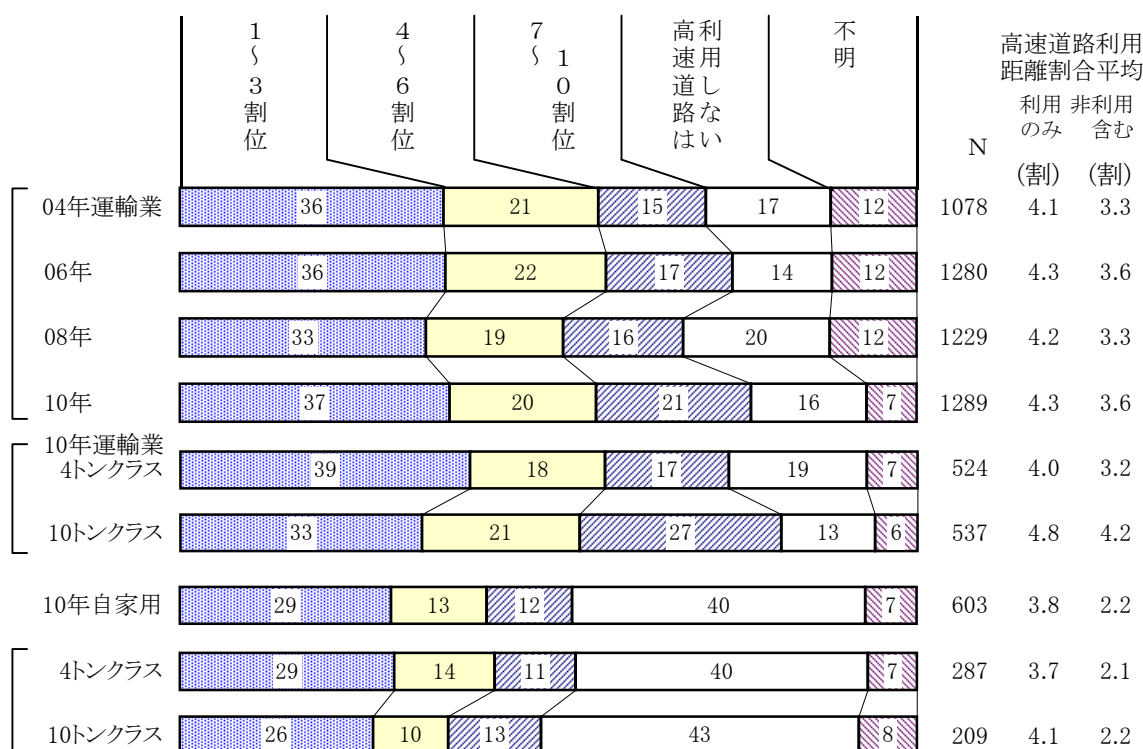 1~3割位
4~6割位
7~10割位
高速道路は
利用しない
不明
高速道路利用
距離割合平均
利用 非利用
のみ 含む
N (割) (割)
04年運輸業 36 21 15 17 12 1078 4.1 3.3
06年 36 22 17 14 12 1280 4.3 3.6
08年 33 19 16 20 12 1229 4.2 3.3
10年 37 20 21 16 7 1289 4.3 3.6
10年運輸業
4トンクラス 39 18 17 19 7 524 4.0 3.2
10トンクラス 33 21 27 13 6 537 4.8 4.2
10年自家用 29 13 12 40 7 603 3.8 2.2
4トンクラス 29 14 11 40 7 287 3.7 2.1
10トンクラス 26 10 13 43 8 209 4.1 2.2